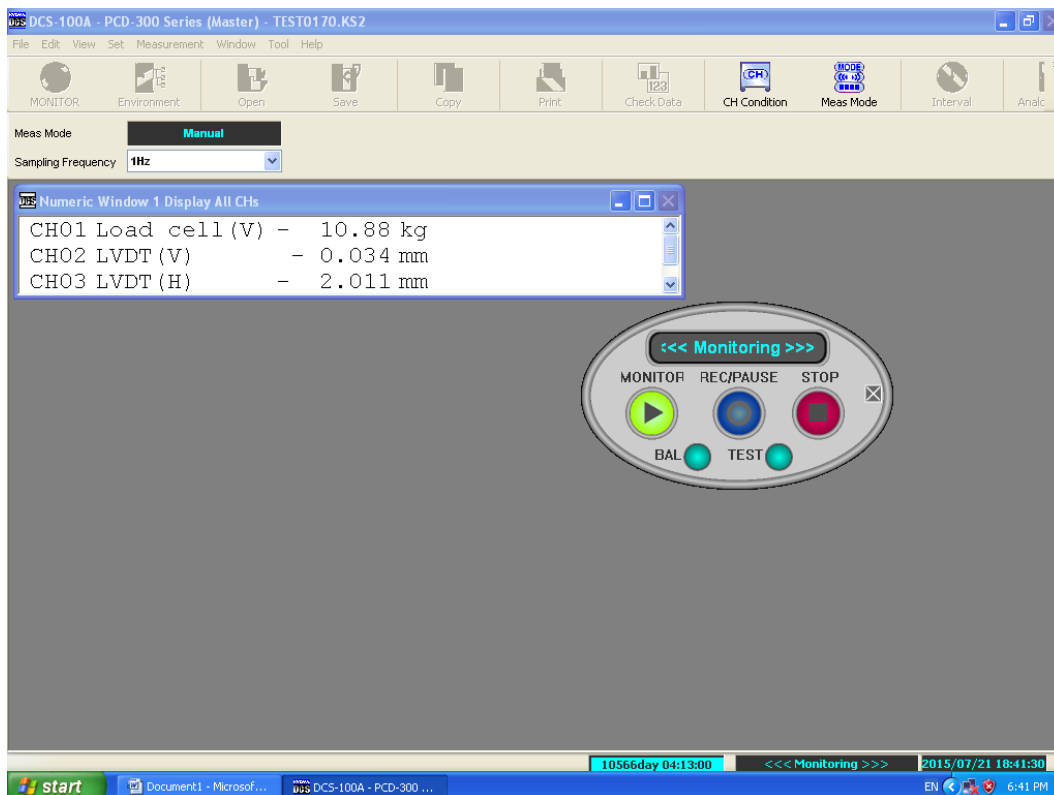 DCS-100A - PCD-300 Series (Master) - TEST0170.KS2
File Edit View Set Measurement Window Tool Help
MONITOR Environment Open Save Copy Print Check Data CH Condition Meas Mode Interval Analc
Meas Mode Manual
Sampling Frequency 1Hz
Numeric Window 1 Display All CHs
CH01 Load cell(V) - 10.88 kg
CH02 LVDT(V) - 0.034 mm
CH03 LVDT(H) - 2.011 mm
<< Monitoring >>>
MONITOR REC/PAUSE STOP
BAL TEST
10566day 04:13:00 <<< Monitoring >>> 2015/07/21 18:41:30
start Document1 - Microsof... DCS-100A - PCD-300 ... EN 6:41 PM